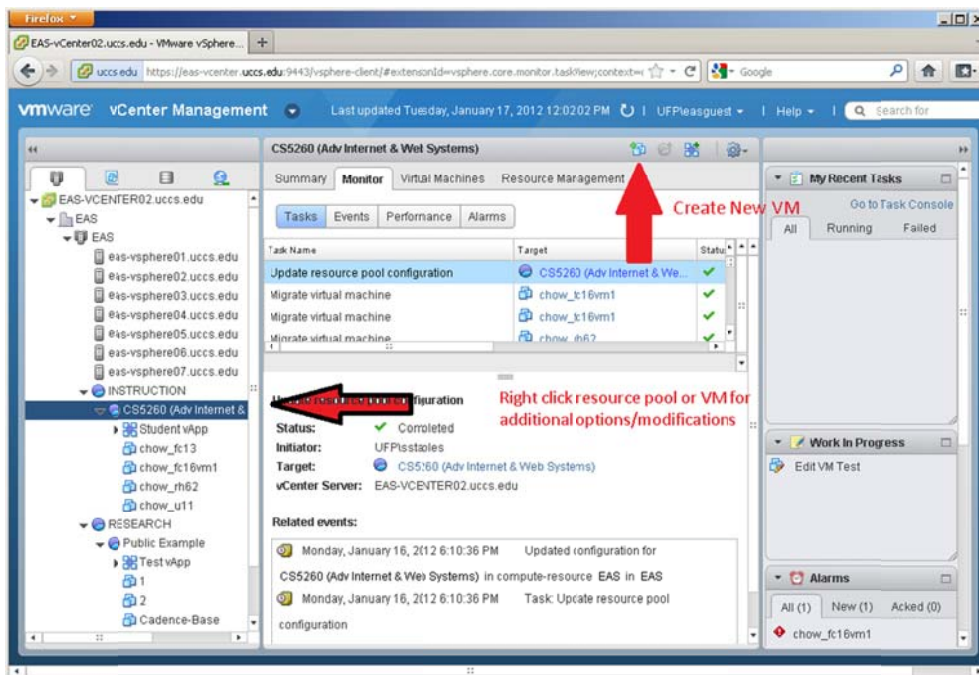 Firefox
EAS-vCenter02.uccs.edu - VMware vSphere...
uccs.edu https://eas-vcenter.uccs.edu:9443/vsphere-client/#extensionId=vsphere.core.monitor.taskView;context=
Google
vmware vCenter Management
Last updated Tuesday, January 17, 2012 12:0202 PM
UFP\easguest
Help
Search for
CS5260 (Adv Internet & Web Systems)
Summary Monitor Virtual Machines Resource Management
Tasks Events Performance Alarms
Create New VM
Task Name Target Statu
Update resource pool configuration CS5260 (Adv Internet & We...
Migrate virtual machine chow_fc16vm1
Migrate virtual machine chow_fc16vm1
Migrate virtual machine chow_rh62
EAS-VCENTER02.uccs.edu
EAS
EAS
eas-vsphere01.uccs.edu
eas-vsphere02.uccs.edu
eas-vsphere03.uccs.edu
eas-vsphere04.uccs.edu
eas-vsphere05.uccs.edu
eas-vsphere06.uccs.edu
eas-vsphere07.uccs.edu
INSTRUCTION
CS5260 (Adv Internet &
Student vApp
chow_fc13
chow_fc16vm1
chow_rh62
chow_u11
RESEARCH
Public Example
Test vApp
1
2
Cadence-Base
Update resource pool configuration
Right click resource pool or VM for
additional options/modifications
Status: Completed
Initiator: UFP\sstaples
Target: CS5260 (Adv Internet & Web Systems)
vCenter Server: EAS-VCENTER02.uccs.edu
Related events:
Monday, January 16, 2012 6:10:36 PM Updated configuration for
CS5260 (Adv Internet & Web Systems) in compute-resource EAS in EAS
Monday, January 16, 2012 6:10:36 PM Task: Update resource pool
configuration
My Recent Tasks
Go to Task Console
All Running Failed
Work In Progress
Edit VM Test
Alarms
All (1) New (1) Acked (0)
chow_fc16vm1